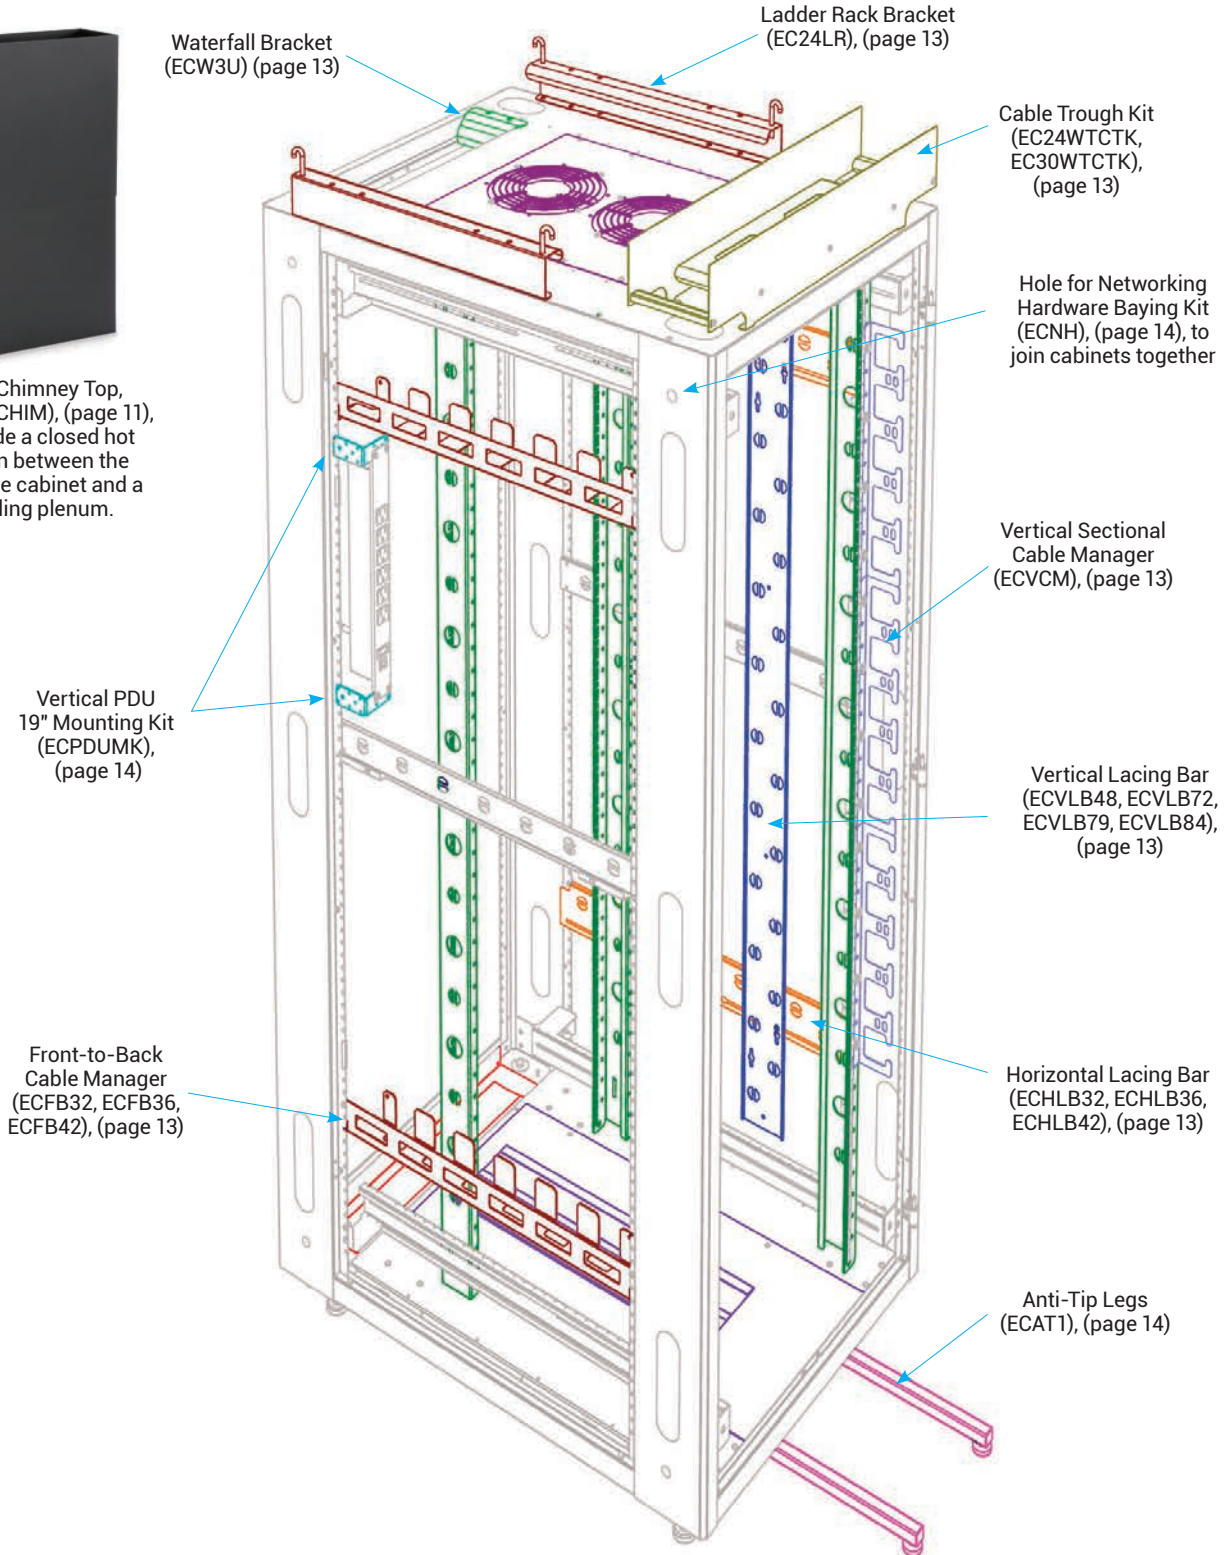 Waterfall Bracket
(ECW3U) (page 13)
Ladder Rack Bracket
(EC24LR), (page 13)
Cable Trough Kit
(EC24WTCTK,
EC30WTCTK),
(page 13)
Hole for Networking
Hardware Baying Kit
(ECNH), (page 14), to
join cabinets together
Chimney Top,
CHIM), (page 11),
a closed hot
between the
cabinet and a
plenum.
Vertical Sectional
Cable Manager
(ECVCM), (page 13)
Vertical PDU
19" Mounting Kit
(ECPDUMK),
(page 14)
Vertical Lacing Bar
(ECVLB48, ECVLB72,
ECVLB79, ECVLB84),
(page 13)
Front-to-Back
Cable Manager
(ECFB32, ECFB36,
ECFB42), (page 13)
Horizontal Lacing Bar
(ECHLB32, ECHLB36,
ECHLB42), (page 13)
Anti-Tip Legs
(ECAT1), (page 14)